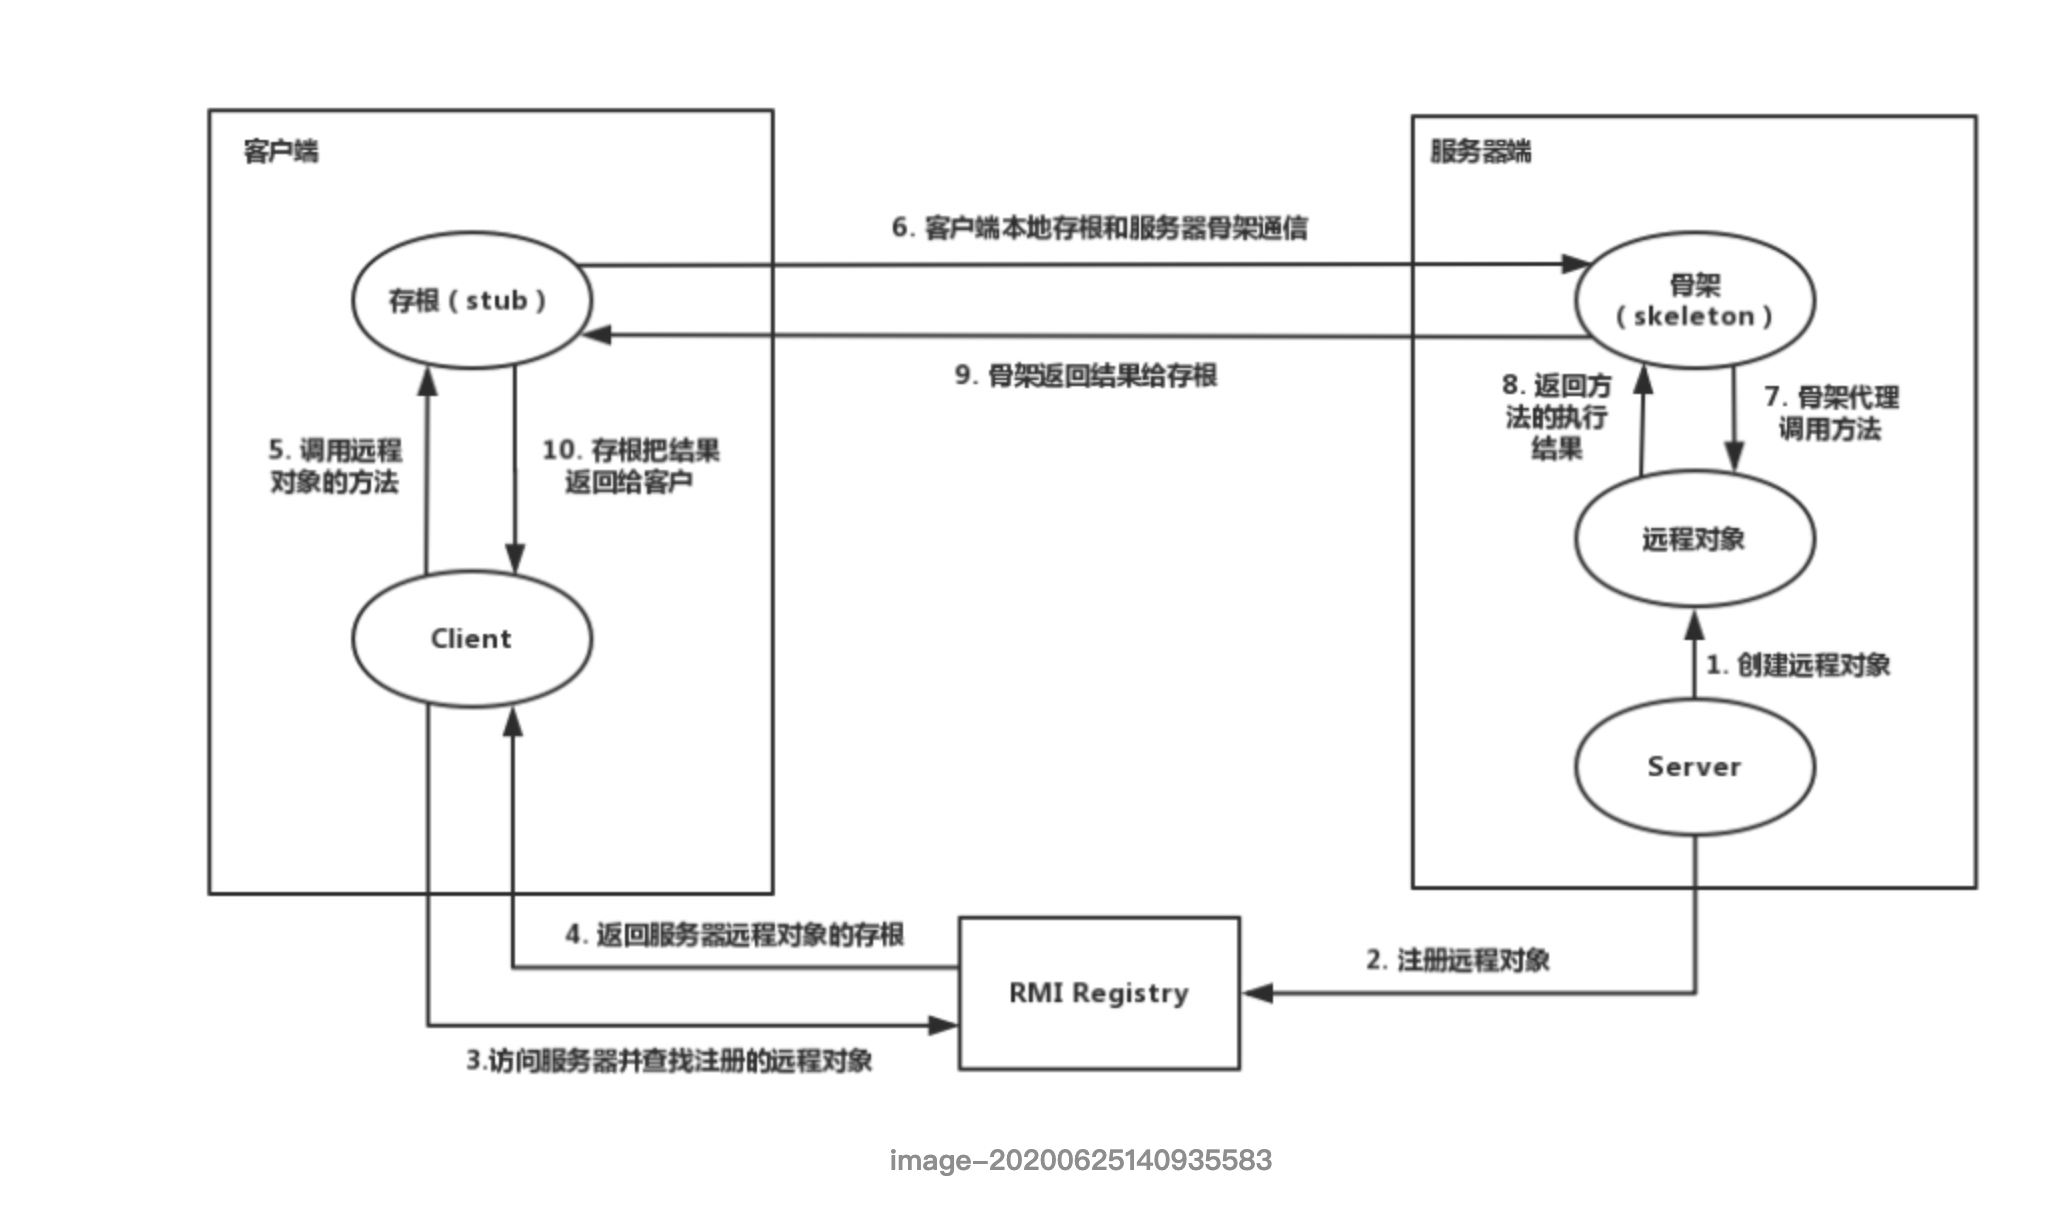 客户端
服务器端
6. 客户端本地存根和服务器骨架通信
存根（stub）
骨架
（skeleton）
9. 骨架返回结果给存根
8. 返回方
法的执行
结果
7. 骨架代理
调用方法
5. 调用远程
对象的方法
10. 存根把结果
返回给客户
远程对象
Client
1. 创建远程对象
Server
4. 返回服务器远程对象的存根
2. 注册远程对象
RMI Registry
3.访问服务器并查找注册的远程对象
image-20200625140935583